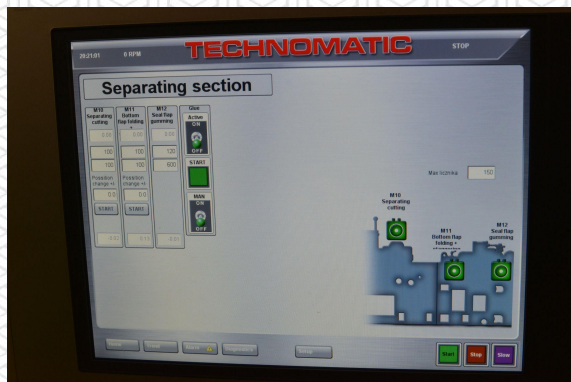 20:21:01 0 RPM TECHNOMATIC STOP
Separating section
M10 Separating cutting
M11 Bottom flap folding +
M12 Seal flap gumming
Glue
Active
ON
OFF
0.00 0.00 0.00
100 100 120
100 100 600
START
Position change +/-
Position change +/-
0.0 0.0
START START
MAN
ON
OFF
Max licznika 150
M10
Separating
cutting
M11
Bottom flap
folding +
M12
Seal flap
gumming
Start Stop Slow